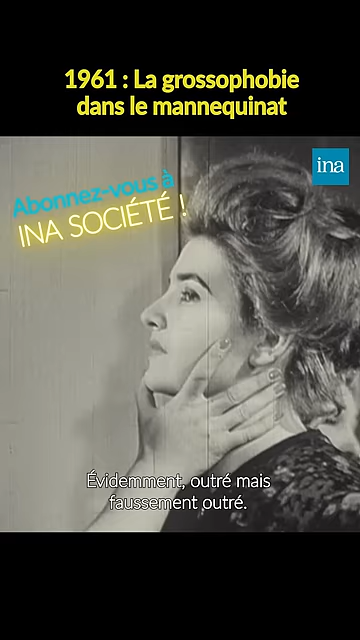 1961 : La grossophobie
dans le mannequinat
ina
Abonnez-vous à
INA SOCIÉTÉ !
Évidemment, outré mais
faussement outré.